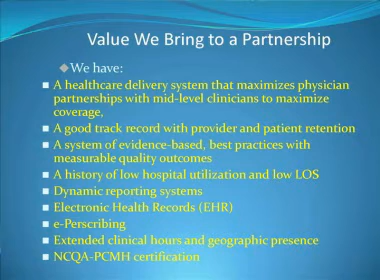 Value We Bring to a Partnership
We have:
A healthcare delivery system that maximizes physician
partnerships with mid-level clinicians to maximize
coverage,
A good track record with provider and patient retention
A system of evidence-based, best practices with
measurable quality outcomes
A history of low hospital utilization and low LOS
Dynamic reporting systems
Electronic Health Records (EHR)
e-Perscribing
Extended clinical hours and geographic presence
NCQA-PCMH certification